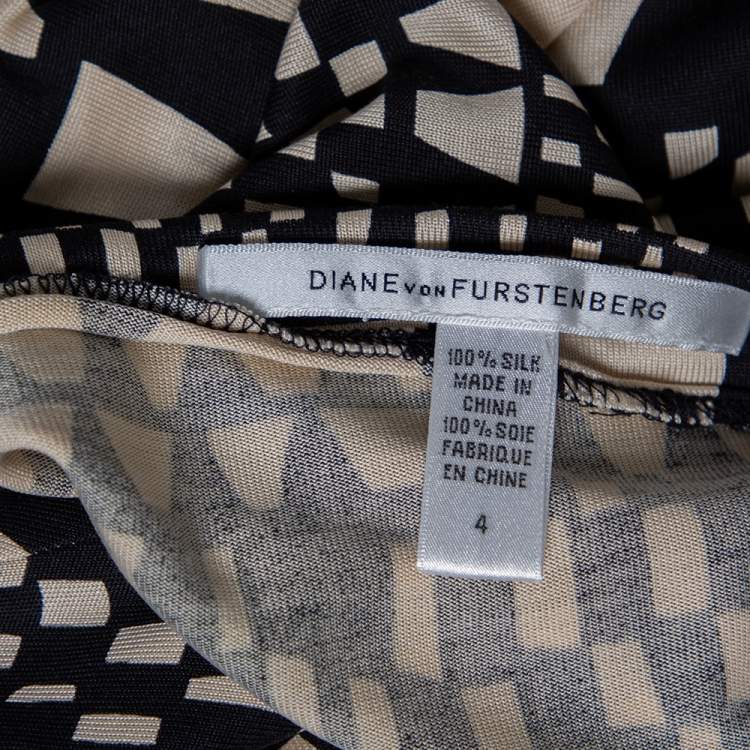 DIANE VON FURSTENBERG
100% SILK
MADE IN
CHINA
100% SOIE
FABRIQUE
EN CHINE
4